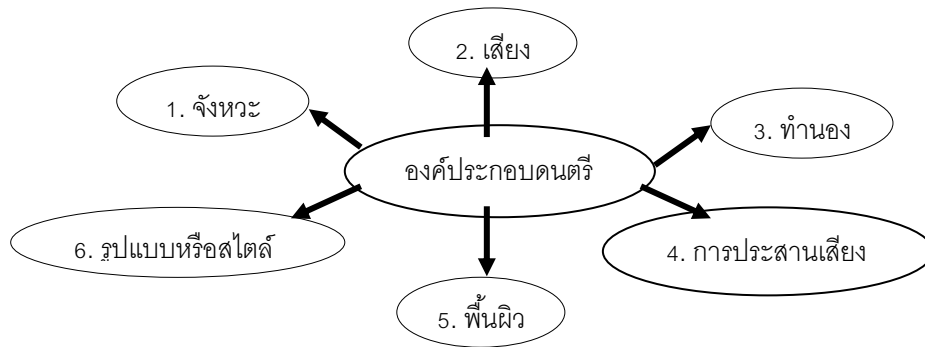 2. เสียง
1. จังหวะ
3. ทำนอง
องค์ประกอบดนตรี
6. รูปแบบหรือสไตล์
4. การประสานเสียง
5. พื้นผิว